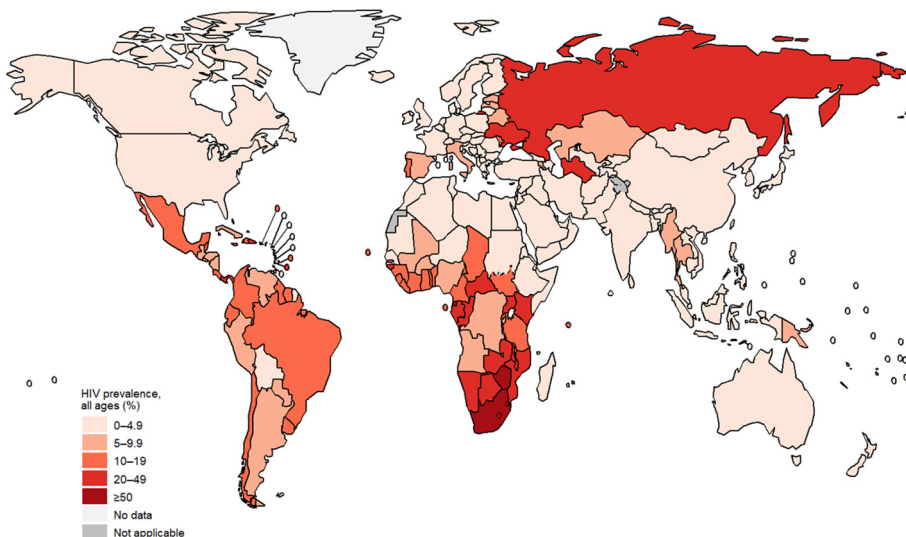 HIV prevalence,
all ages (%)
0–4.9
5–9.9
10–19
20–49
≥50
No data
Not applicable